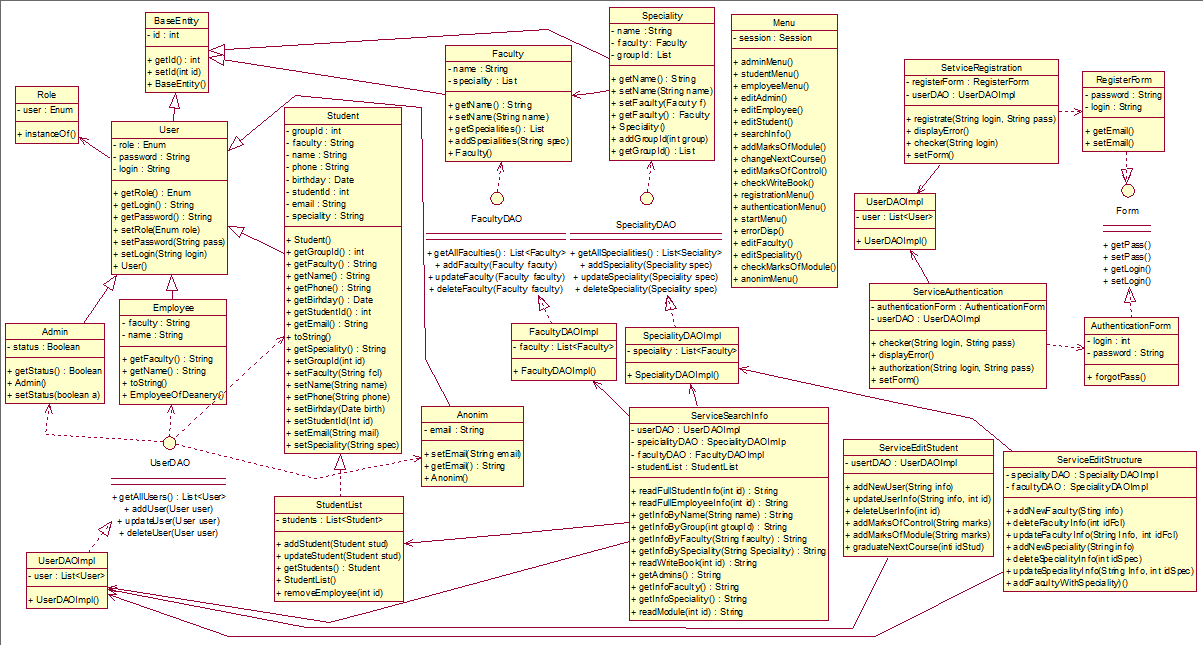 BaseEntity
- id : int
+ getId() : int
+ setId(int id)
+ BaseEntity()
Role
- user : Enum
+ instanceOf()
User
- role : Enum
- password : String
- login : String
+ getRole() : Enum
+ getLogin() : String
+ getPassword() : String
+ setRole(Enum role)
+ setPassword(String pass)
+ setLogin(String login)
+ User()
Admin
- status : Boolean
+ getStatus() : Boolean
+ Admin()
+ setStatus(boolean a)
Employee
- faculty : String
- name : String
+ getFaculty() : String
+ getName() : String
+ toString()
+ EmployeeOfDeanery()
UserDAO
+ getAllUsers() : List<User>
+ addUser(User user)
+ updateUser(User user)
+ deleteUser(User user)
UserDAOImpl
- user : List<User>
+ UserDAOImpl()
Student
- groupId : int
- faculty : String
- name : String
- phone : String
- birthday : Date
- studentId : int
- email : String
- speciality : String
+ Student()
+ getGroupId() : int
+ getFaculty() : String
+ getName() : String
+ getPhone() : String
+ getBirhday() : Date
+ getStudentId() : int
+ getEmail() : String
+ toString()
+ getSpeciality() : String
+ setGroupId(int id)
+ setFaculty(String fcl)
+ setName(String name)
+ setPhone(String phone)
+ setBirhday(Date birth)
+ setStudentId(Int id)
+ setEmail(String mail)
+ setSpeciality(String spec)
StudentList
- students : List<Student>
+ addStudent(Student stud)
+ updateStudent(Student stud)
+ getStudents() : Student
+ StudentList()
+ removeEmployee(int id)
Anonim
- email : String
+ setEmail(String email)
+ getEmail() : String
+ Anonim()
Faculty
- name : String
- speciality : List
+ getName() : String
+ setName(String name)
+ getSpecialities() : List
+ addSpecialities(String spec)
+ Faculty()
FacultyDAO
+ getAllFaculties() : List<Faculty>
+ addFaculty(Faculty facuty)
+ updateFaculty(Faculty faculty)
+ deleteFaculty(Faculty faculty)
FacultyDAOImpl
- faculty : List<Faculty>
+ FacultyDAOImpl()
Speciality
- name : String
- faculty : Faculty
- groupId : List
+ getName() : String
+ setName(String name)
+ setFaculty(Facuty f)
+ getFaculty() : Faculty
+ Speciality()
+ addGroupId(int group)
+ getGroupId() : List
SpecialityDAO
+ getAllSpecialities() : List<Seciality>
+ addSpeciality(Speciality spec)
+ updateSpeciality(Speciality spec)
+ deleteSpeciality(Speciality spec)
SpecialityDAOImpl
- speciality : List<Faculty>
+ SpecialityDAOImpl()
ServiceSearchInfo
- userDAO : UserDAOImpl
- speicialityDAO : SpecialityDAOImlp
- facultyDAO : FacultyDAOImpl
- studentList : StudentList
+ readFullStudentInfo(int id) : String
+ readFullEmployeeInfo(int id) : String
+ getInfoByName(String name) : String
+ getInfoByGroup(int gtoupId) : String
+ getInfoByFaculty(String faculty) : String
+ getInfoBySpeciality(String Speciality) : String
+ readWriteBook(int id) : String
+ getAdmins() : String
+ getInfoFaculty() : String
+ getInfoSpeciality() : String
+ readModule(int id) : String
Menu
- session : Session
+ adminMenu()
+ studentMenu()
+ employeeMenu()
+ editAdmin()
+ editEmployee()
+ editStudent()
+ searchInfo()
+ addMarksOfModule()
+ changeNextCourse()
+ editMarksOfControl()
+ checkWriteBook()
+ registrationMenu()
+ authenticationMenu()
+ startMenu()
+ errorDisp()
+ editFaculty()
+ editSpeciality()
+ checkMarksOfModule()
+ anonimMenu()
SetviceRegistration
- registerForm : RegisterForm
- userDAO : UserDAOImpl
+ registrate(String login, String pass)
+ displayError()
+ checker(String login)
+ setForm()
RegisterForm
- password : String
- login : String
+ getEmail()
+ setEmail()
UserDAOImpl
- user : List<User>
+ UserDAOImpl()
Form
+ getPass()
+ setPass()
+ getLogin()
+ setLogin()
ServiceAuthentication
- authenticationForm : AuthenticationForm
- userDAO : UserDAOImpl
+ checker(String login, String pass)
+ displayError()
+ authorization(String login, String pass)
+ setForm()
AuthenticationForm
- login : int
- password : String
+ forgotPass()
ServiceEditStudent
- usertDAO : UserDAOImpl
+ addNewUser(String info)
+ updateUserInfo(String info, int id)
+ deleteUserInfo(int id)
+ addMarksOfControl(String marks)
+ addMarksOfModule(String marks)
+ graduateNextCourse(inti idStud)
ServiceEditStructure
- specialityDAO : SpecialityDAOImpl
- facultyDAO : SpecialityDAOImpl
+ addNewFaculty(String info)
+ deleteFacultyInfo(int idFcl)
+ updateFacultyInfo(String Info, int idFcl)
+ addNewSpeciality(String info)
+ deleteSpecialityInfo(int idSpec)
+ updateSpecialityInfo(String Info, int idSpec)
+ addFacultyWithSpeciality)()